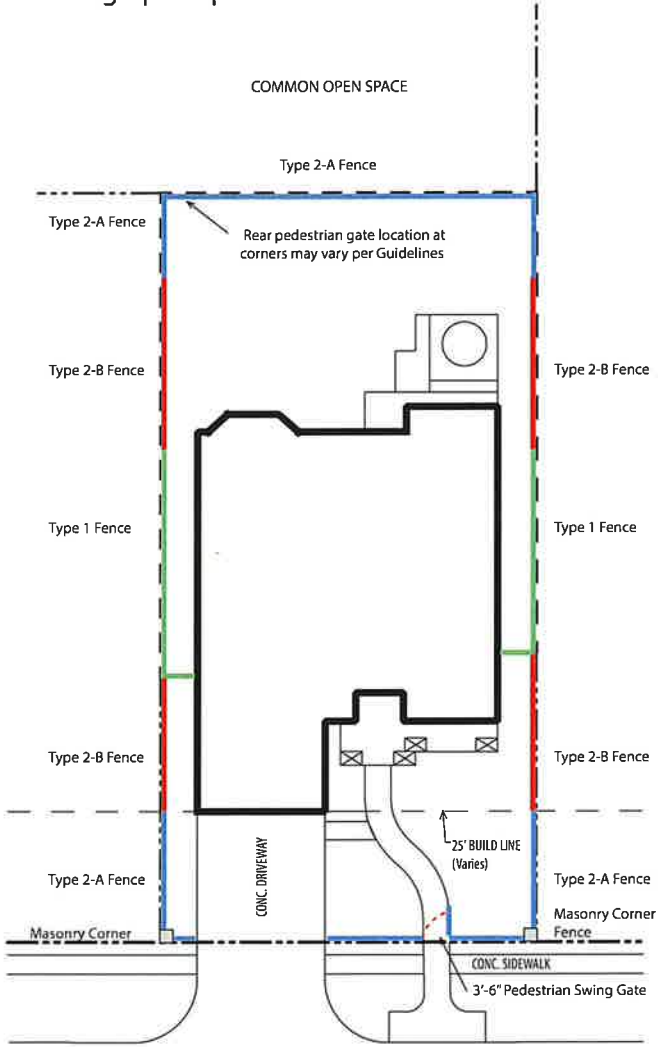 COMMON OPEN SPACE
Type 2-A Fence
Type 2-A Fence
Rear pedestrian gate location at
corners may vary per Guidelines
Type 2-B Fence
Type 2-B Fence
Type 1 Fence
Type 1 Fence
Type 2-B Fence
Type 2-B Fence
25' BUILD LINE
(Varies)
CONC. DRIVEWAY
Type 2-A Fence
Type 2-A Fence
Masonry Corner
Masonry Corner
Fence
CONC. SIDEWALK
3'-6" Pedestrian Swing Gate